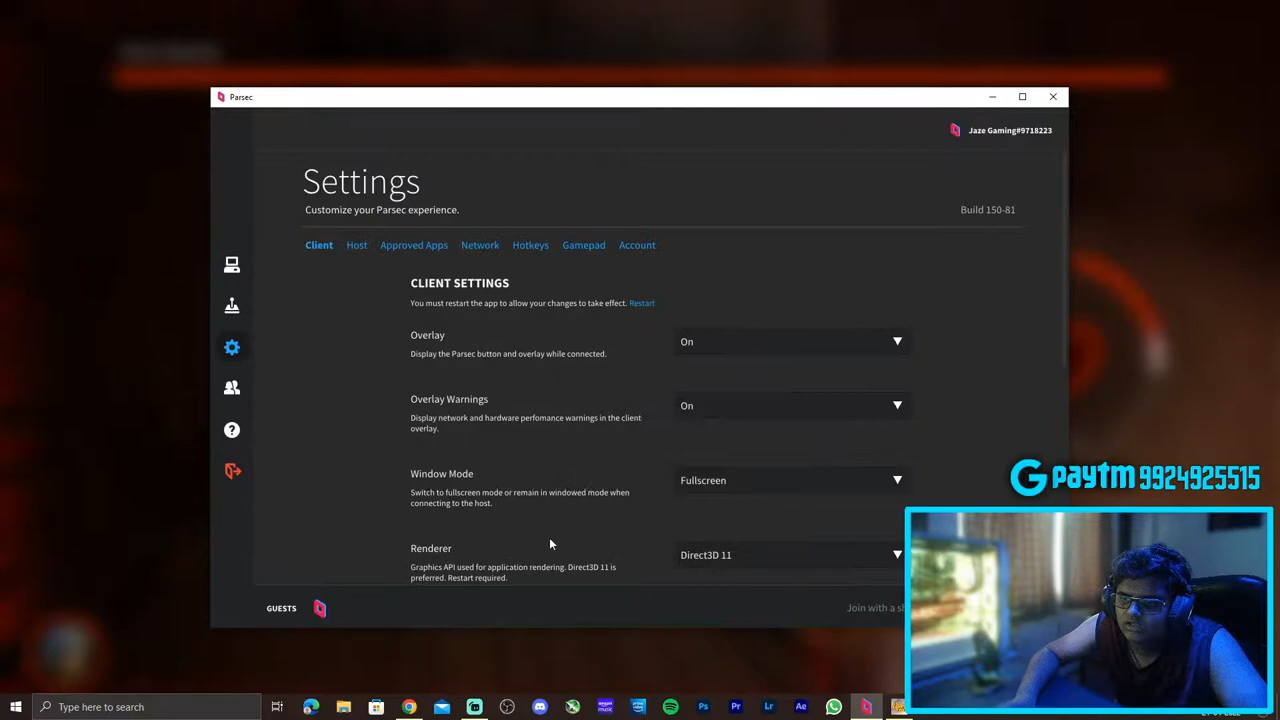 Parsec
Jaze Gaming#9718223
Settings
Customize your Parsec experience.
Build 150-81
Client Host Approved Apps Network Hotkeys Gamepad Account
CLIENT SETTINGS
You must restart the app to allow your changes to take effect. Restart
Overlay
On
Display the Parsec button and overlay while connected.
Overlay Warnings
On
Display network and hardware perfomance warnings in the client
overlay.
Window Mode
Fullscreen
Switch to fullscreen mode or remain in windowed mode when
connecting to the host.
Renderer
Direct3D 11
Graphics API used for application rendering. Direct3D 11 is
preferred. Restart required.
GUESTS
Join with a
paytm 9924925515
Type here to search